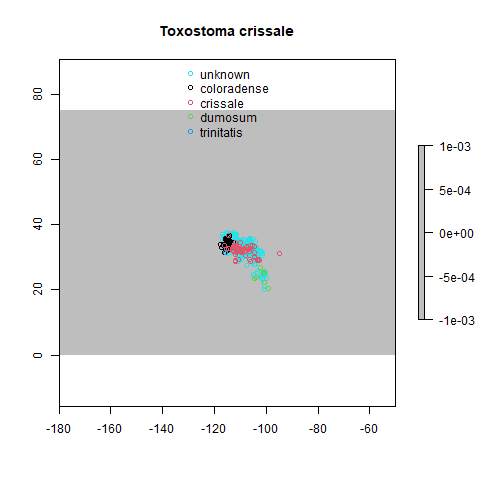 Toxostoma crissale
unknown
coloradense
crissale
dumosum
trinitatis
80
60
40
20
0
1e-03
5e-04
0e+00
-5e-04
-1e-03
-180
-160
-140
-120
-100
-80
-60